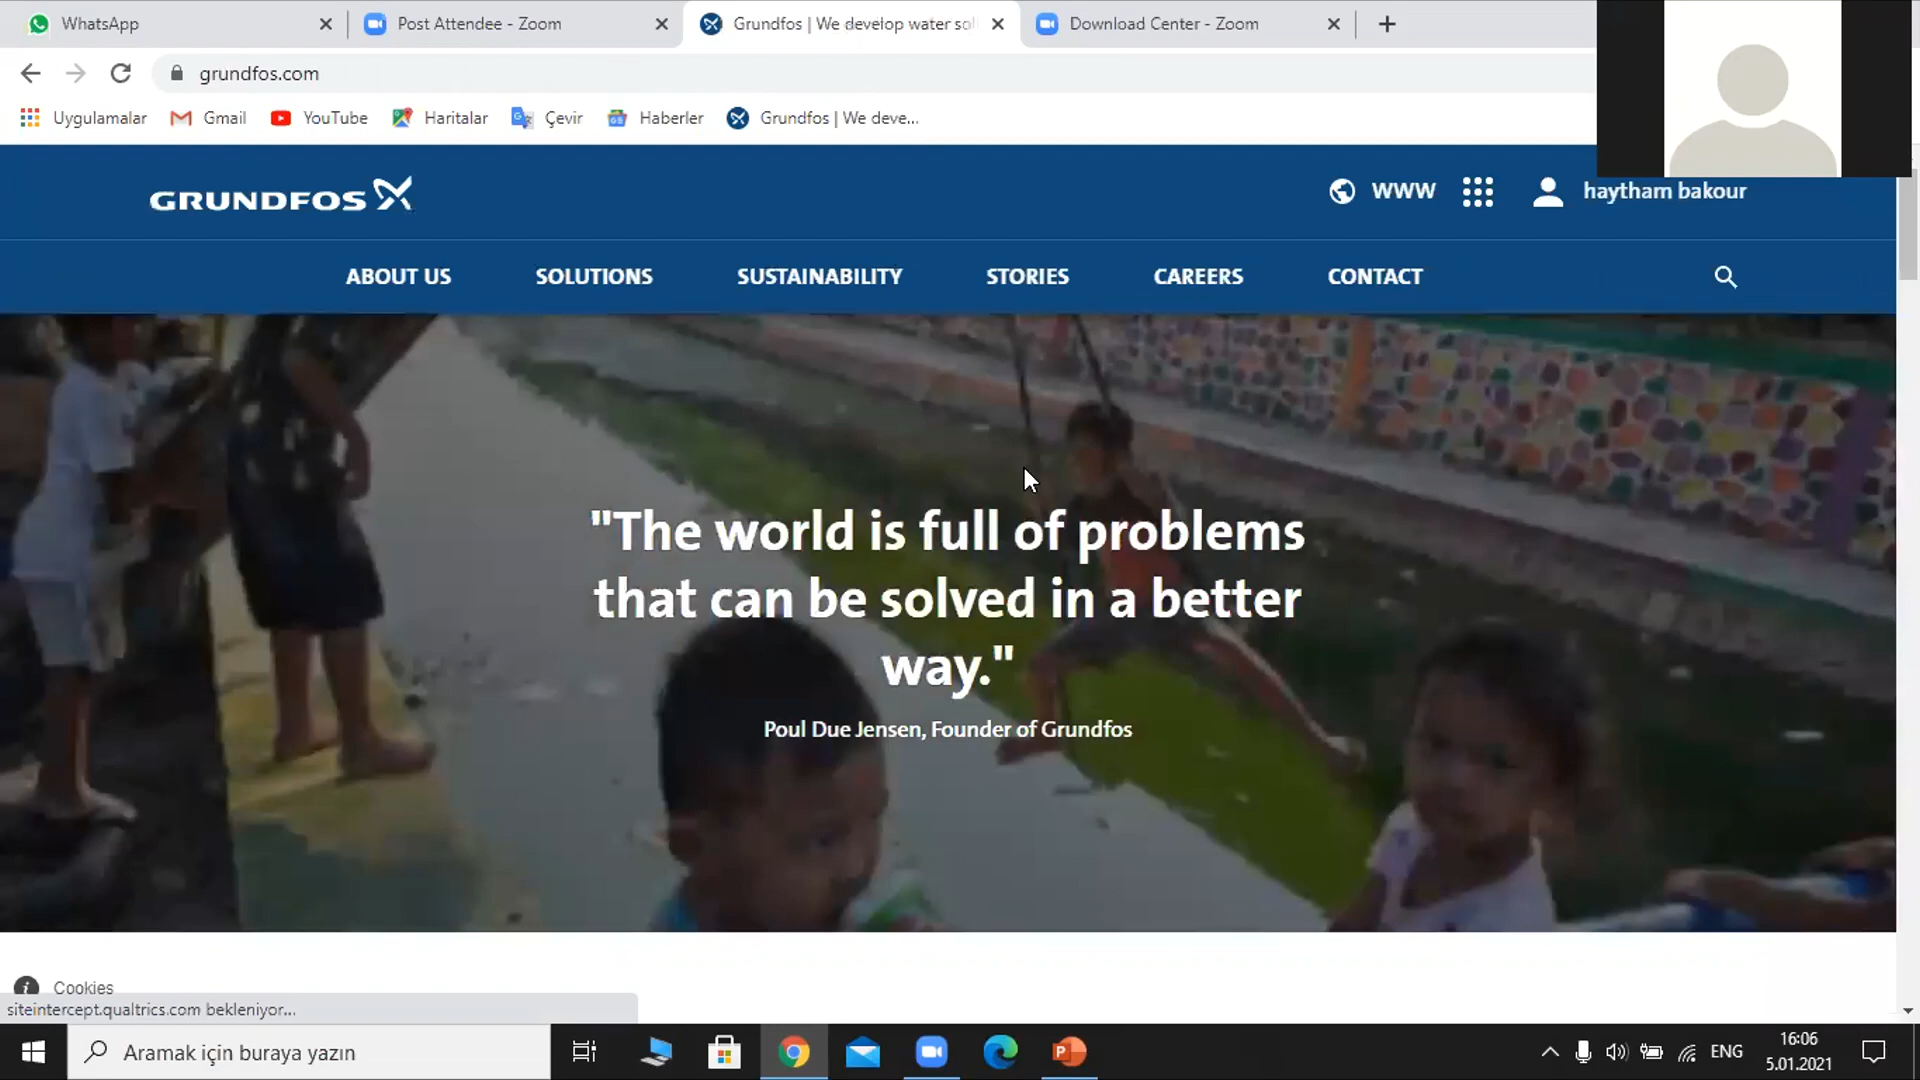 WhatsApp
Post Attendee - Zoom
Grundfos | We develop water sol
Download Center - Zoom
grundfos.com
Uygulamalar
Gmail
YouTube
Haritalar
Çevir
Haberler
Grundfos | We deve...
GRUNDFOS
WWW
haytham bakour
ABOUT US
SOLUTIONS
SUSTAINABILITY
STORIES
CAREERS
CONTACT
"The world is full of problems
that can be solved in a better
way."
Poul Due Jensen, Founder of Grundfos
Cookies
siteintercept.qualtrics.com bekleniyor...
Aramak için buraya yazın
ENG
16:06
5.01.2021